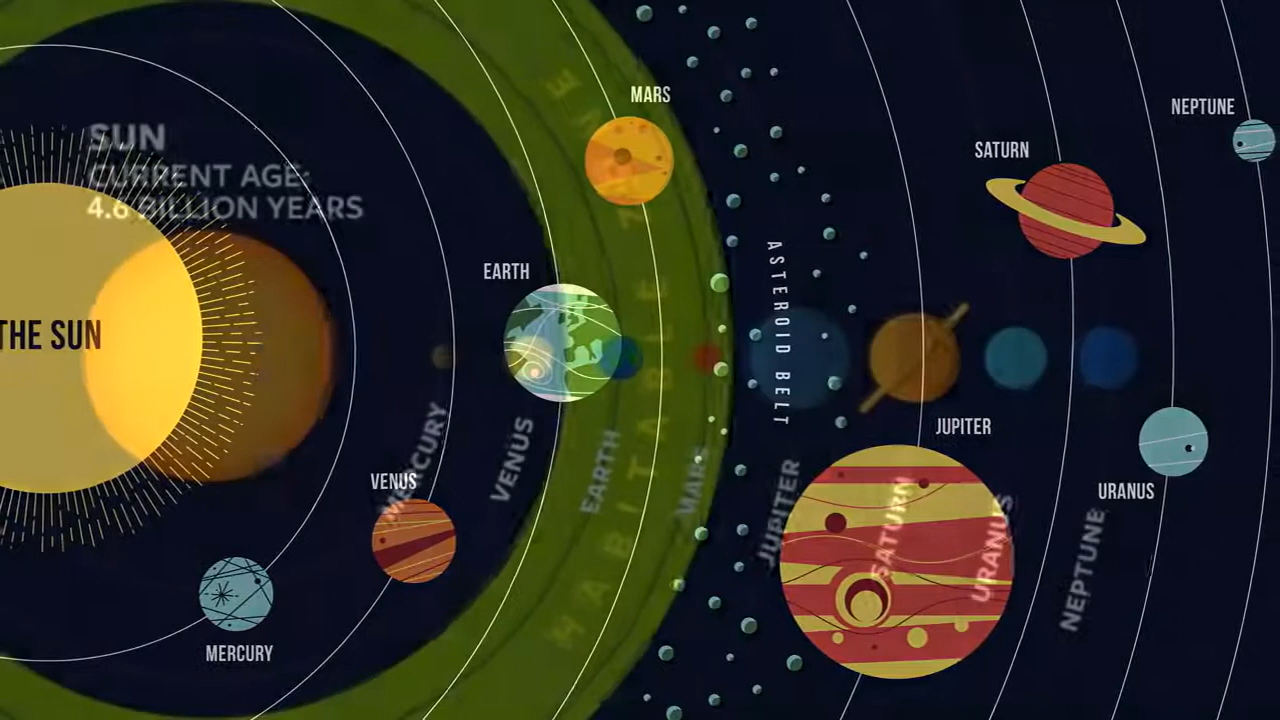 MARS
NEPTUNE
SUN
CURRENT AGE:
4.6 BILLION YEARS
SATURN
ASTEROID BELT
EARTH
THE SUN
HABITABLE ZONE
JUPITER
VENUS
MERCURY
VENUS
EARTH
MARS
JUPITER
SATURN
URANUS
NEPTUNE
URANUS
MERCURY